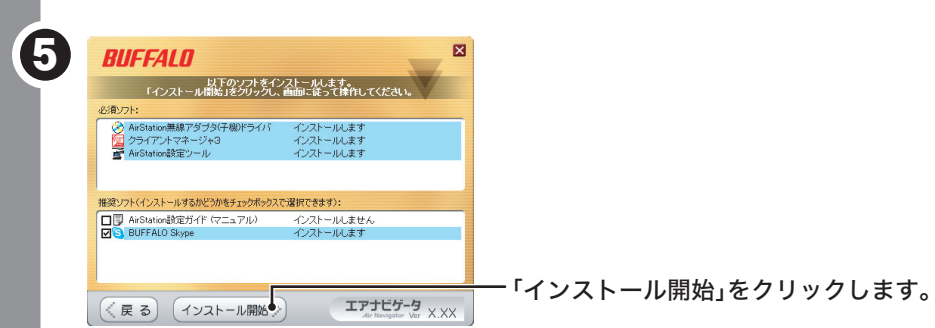 5
BUFFALO
以下のソフトをインストールします。
「インストール開始」をクリックし、画面に従って操作してください。
必須ソフト:
AirStation無線アダプタ(子機)ドライバ インストールします
クライアントマネージャ3 インストールします
AirStation設定ツール インストールします
推奨ソフト(インストールするかどうかをチェックボックスで選択できます):
AirStation設定ガイド (マニュアル) インストールしません
BUFFALO Skype インストールします
戻る
インストール開始
エアナビゲータ
Air Navigator Ver X.XX
「インストール開始」をクリックします。